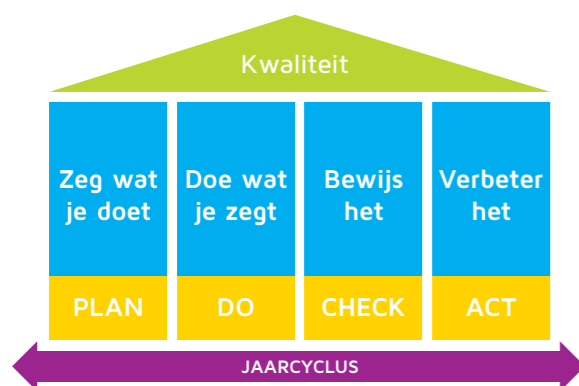 Kwaliteit
Zeg wat
je doet
Doe wat
je zegt
Bewijs
het
Verbeter
het
PLAN
DO
CHECK
ACT
JAARCYCLUS